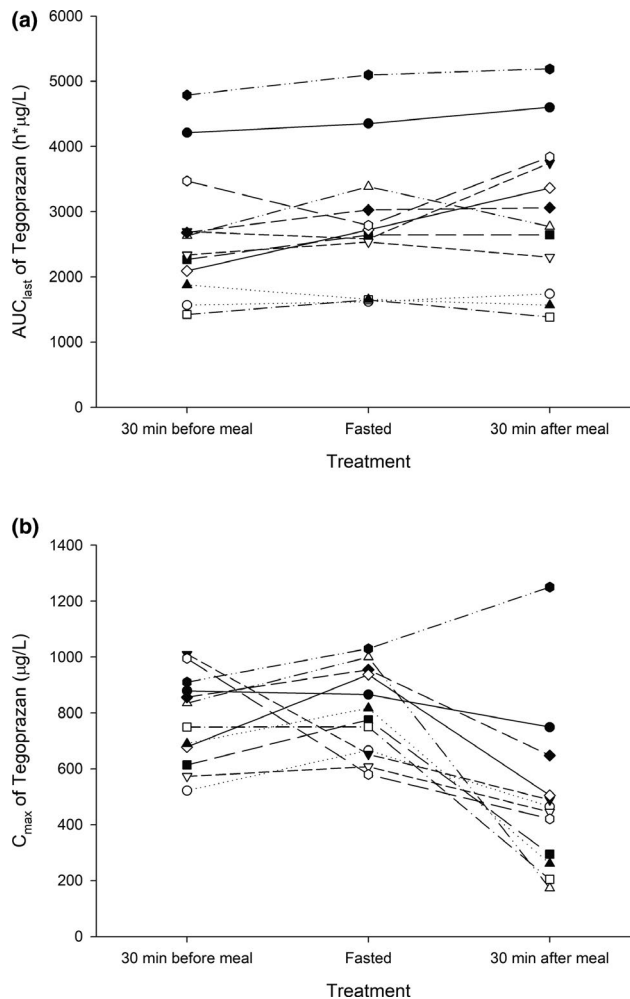 (a)
6000
5000
4000
3000
2000
1000
0
AUClast of Tegoprazan (h*μg/L)
30 min before meal Fasted 30 min after meal
Treatment
(b)
1400
1200
1000
800
600
400
200
0
Cmax of Tegoprazan (μg/L)
30 min before meal Fasted 30 min after meal
Treatment